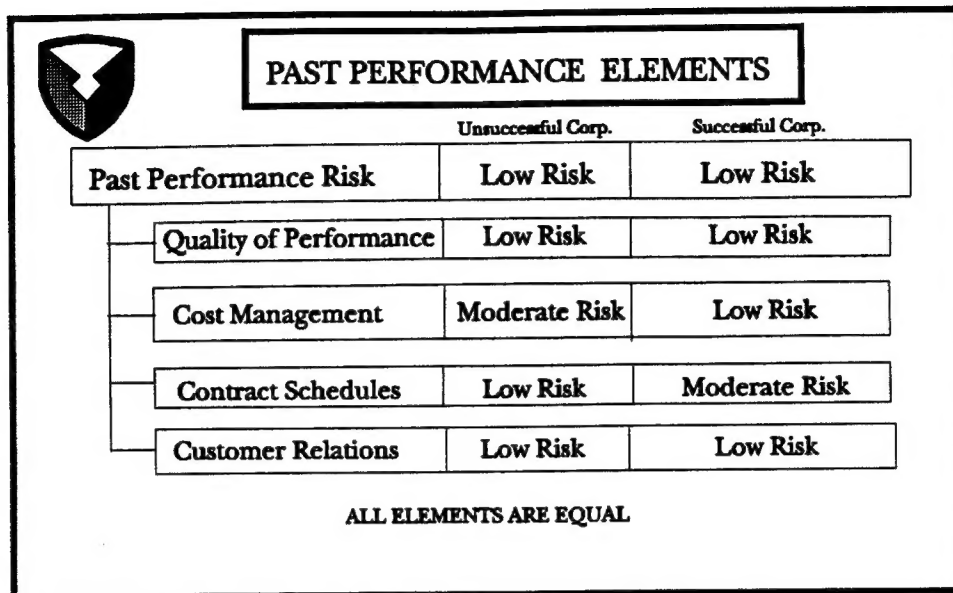 PAST PERFORMANCE ELEMENTS
Unsuccessful Corp. Successful Corp.
Past Performance Risk Low Risk Low Risk
Quality of Performance Low Risk Low Risk
Cost Management Moderate Risk Low Risk
Contract Schedules Low Risk Moderate Risk
Customer Relations Low Risk Low Risk
ALL ELEMENTS ARE EQUAL